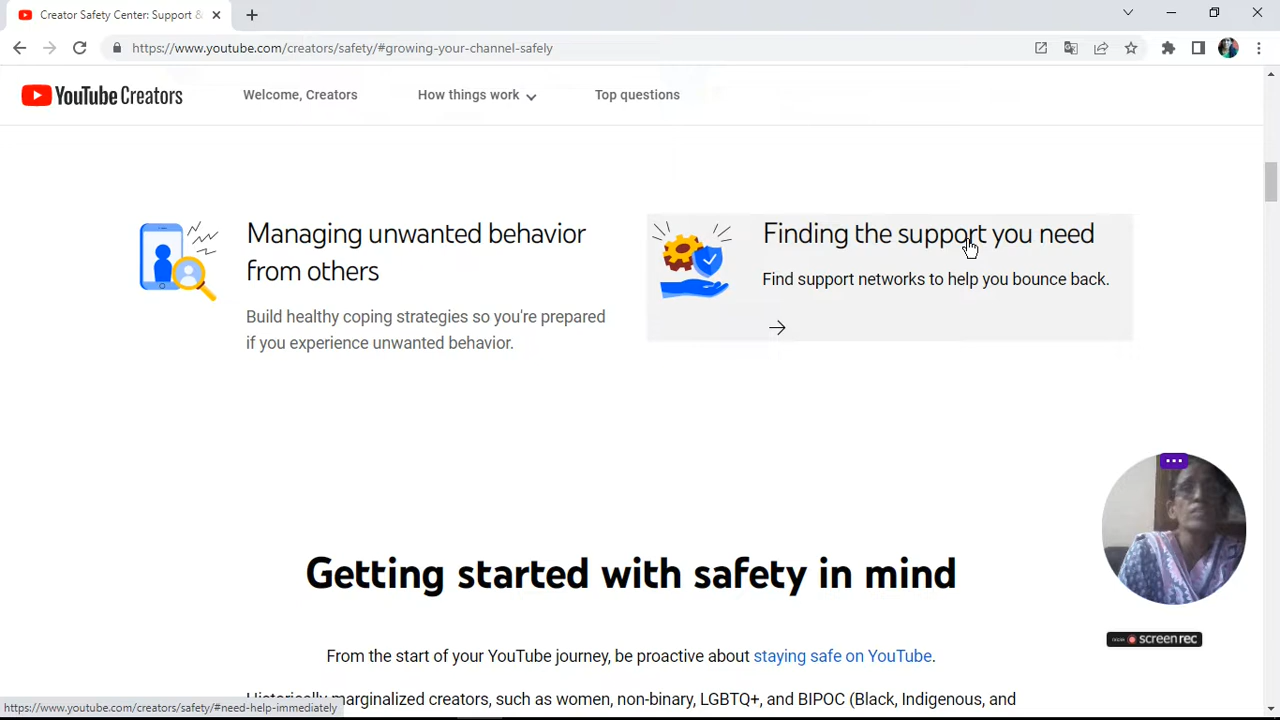 Creator Safety Center: Support &
https://www.youtube.com/creators/safety/#growing-your-channel-safely
YouTube Creators
Welcome, Creators
How things work
Top questions
Managing unwanted behavior
from others
Build healthy coping strategies so you're prepared
if you experience unwanted behavior.
Finding the support you need
Find support networks to help you bounce back.
Getting started with safety in mind
From the start of your YouTube journey, be proactive about staying safe on YouTube.
Historically marginalized creators, such as women, non-binary, LGBTQ+, and BIPOC (Black, Indigenous, and
screen rec
https://www.youtube.com/creators/safety/#need-help-immediately